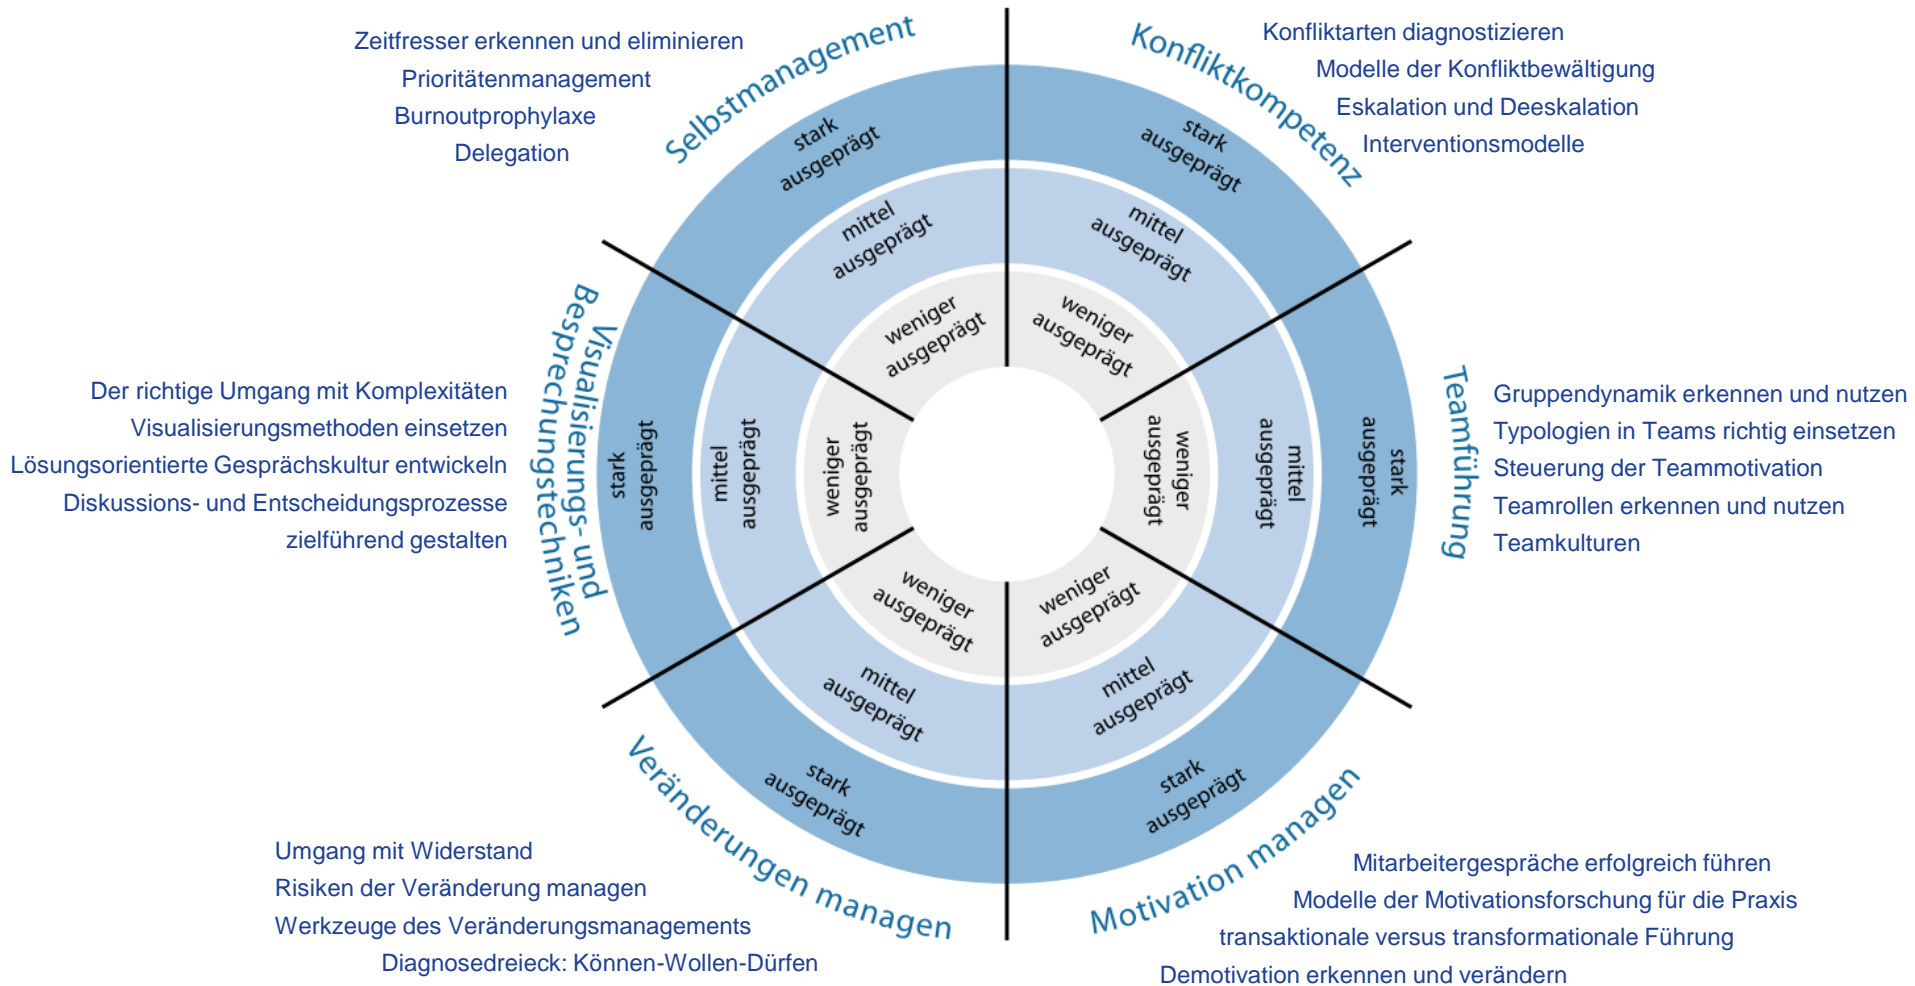 Selbstmanagement
Zeitfresser erkennen und eliminieren
Prioritätenmanagement
Burnoutprophylaxe
Delegation
stark
ausgeprägt
mittel
ausgeprägt
weniger
ausgeprägt
Konfliktkompetenz
Konfliktarten diagnostizieren
Modelle der Konfliktbewältigung
Eskalation und Deeskalation
Interventionsmodelle
stark
ausgeprägt
mittel
ausgeprägt
weniger
ausgeprägt
Teamführung
Gruppendynamik erkennen und nutzen
Typologien in Teams richtig einsetzen
Steuerung der Teammotivation
Teamrollen erkennen und nutzen
Teamkulturen
stark
ausgeprägt
mittel
ausgeprägt
weniger
ausgeprägt
Motivation managen
Mitarbeitergespräche erfolgreich führen
Modelle der Motivationsforschung für die Praxis
transaktionale versus transformationale Führung
Demotivation erkennen und verändern
weniger
ausgeprägt
mittel
ausgeprägt
stark
ausgeprägt
Veränderungen managen
Umgang mit Widerstand
Risiken der Veränderung managen
Werkzeuge des Veränderungsmanagements
Diagnosedreieck: Können-Wollen-Dürfen
weniger
ausgeprägt
mittel
ausgeprägt
stark
ausgeprägt
Visualisierungs- und
Besprechungstechniken
Der richtige Umgang mit Komplexitäten
Visualisierungsmethoden einsetzen
Lösungsorientierte Gesprächskultur entwickeln
Diskussions- und Entscheidungsprozesse
zielführend gestalten
stark
ausgeprägt
mittel
ausgeprägt
weniger
ausgeprägt